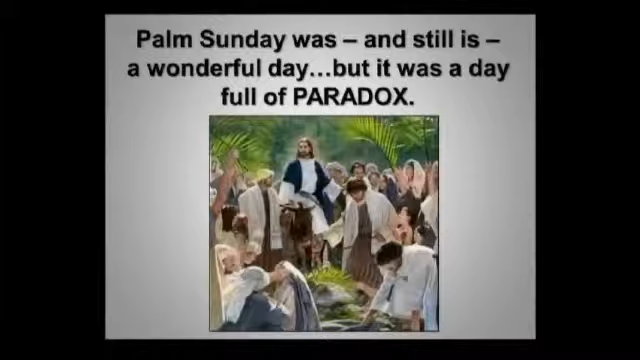 Palm Sunday was – and still is –
a wonderful day…but it was a day
full of PARADOX.